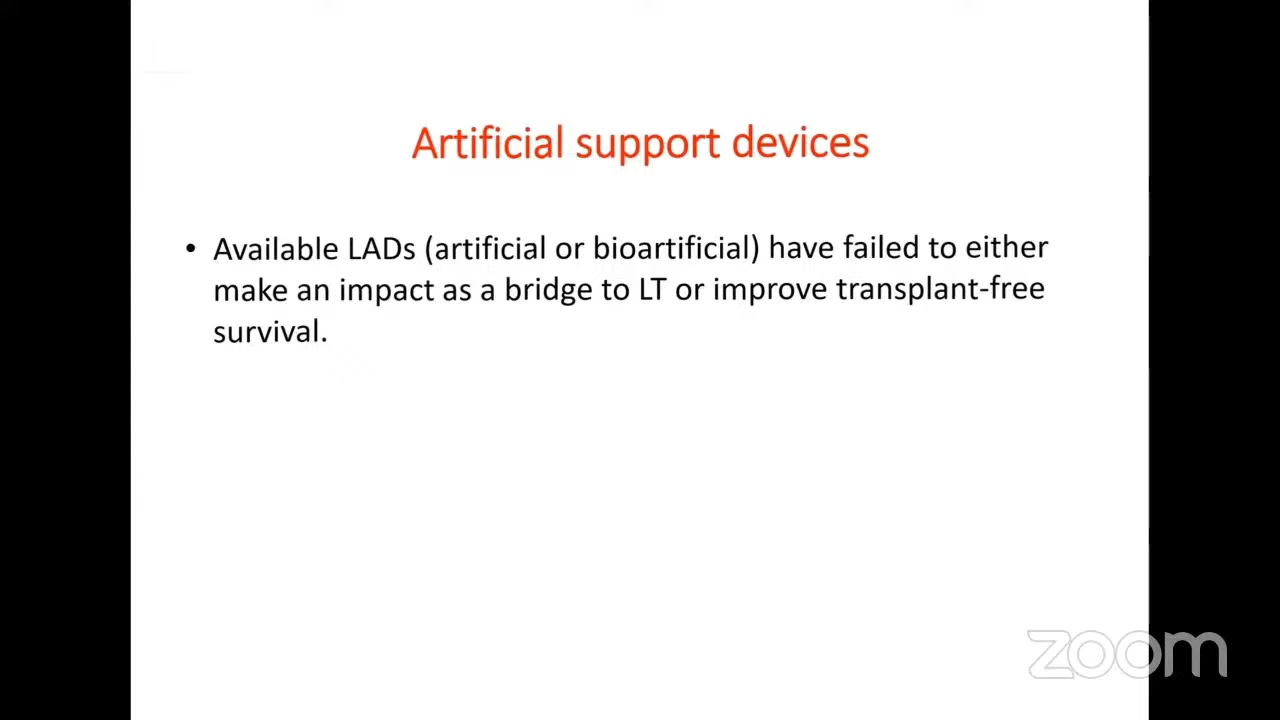 Artificial support devices
• Available LADs (artificial or bioartificial) have failed to either
make an impact as a bridge to LT or improve transplant-free
survival.
zoom